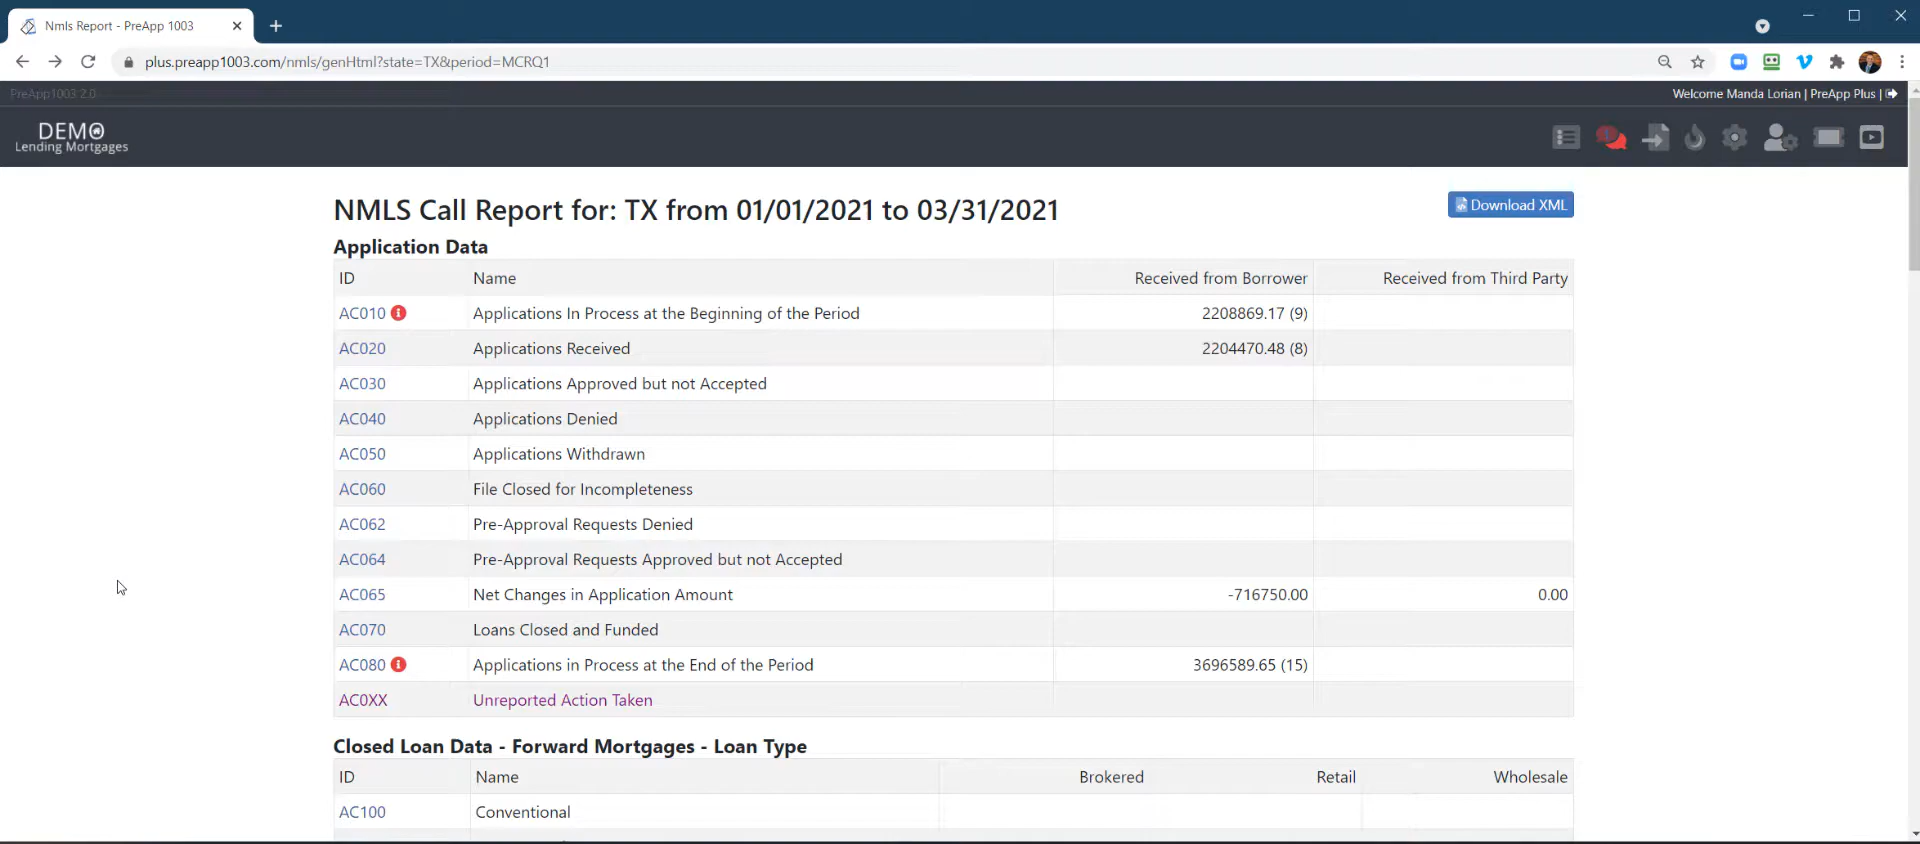 Nmls Report - PreApp 1003
plus.preapp1003.com/nmls/genHtml?state=TX&period=MCRQ1
PreApp1003 2.0
Welcome Manda Lorian | PreApp Plus |
DEMO
Lending Mortgages
NMLS Call Report for: TX from 01/01/2021 to 03/31/2021
Download XML
Application Data
ID Name Received from Borrower Received from Third Party
AC010 Applications In Process at the Beginning of the Period 2208869.17 (9)
AC020 Applications Received 2204470.48 (8)
AC030 Applications Approved but not Accepted
AC040 Applications Denied
AC050 Applications Withdrawn
AC060 File Closed for Incompleteness
AC062 Pre-Approval Requests Denied
AC064 Pre-Approval Requests Approved but not Accepted
AC065 Net Changes in Application Amount -716750.00 0.00
AC070 Loans Closed and Funded
AC080 Applications in Process at the End of the Period 3696589.65 (15)
AC0XX Unreported Action Taken
Closed Loan Data - Forward Mortgages - Loan Type
ID Name Brokered Retail Wholesale
AC100 Conventional